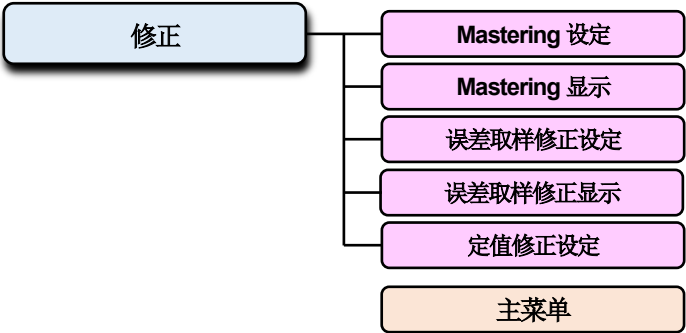 修正
Mastering 设定
Mastering 显示
误差取样修正设定
误差取样修正显示
定值修正设定
主菜单